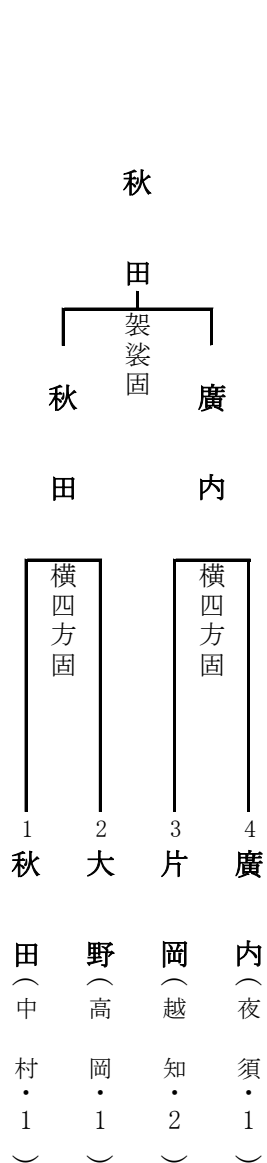 秋田
袈裟固
秋田
廣内
横四方固
横四方固
1
2
3
4
秋田（中村・1）
大野（高岡・1）
片岡（越知・2）
廣内（夜須・1）